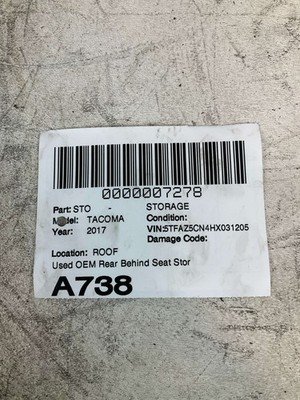 0000007278
Part: STO - STORAGE
Model: TACOMA Condition:
Year: 2017 VIN:5TFAZ5CN4HX031205
Damage Code:
Location: ROOF
Used OEM Rear Behind Seat Stor
A738